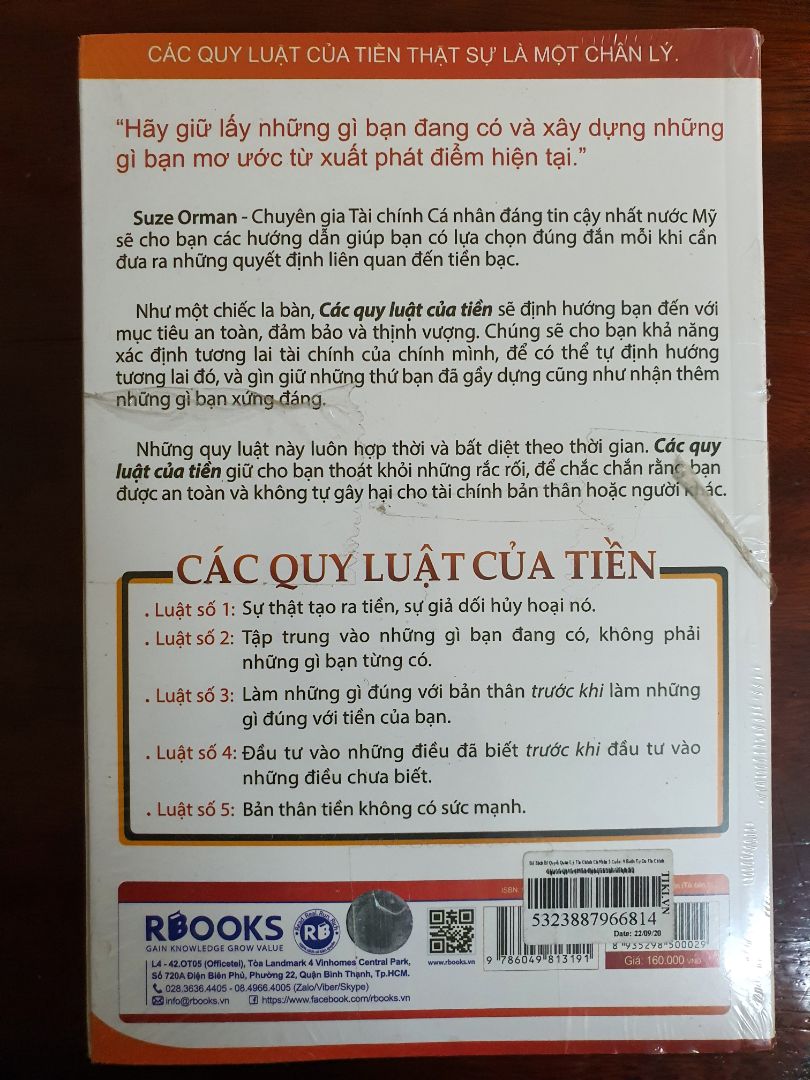 CÁC QUY LUẬT CỦA TIỀN THẬT SỰ LÀ MỘT CHÂN LÝ.
“Hãy giữ lấy những gì bạn đang có và xây dựng những
gì bạn mơ ước từ xuất phát điểm hiện tại.”
Suze Orman - Chuyên gia Tài chính Cá nhân đáng tin cậy nhất nước Mỹ
sẽ cho bạn các hướng dẫn giúp bạn có lựa chọn đúng đắn mỗi khi cần
đưa ra những quyết định liên quan đến tiền bạc.
Như một chiếc la bàn, Các quy luật của tiền sẽ định hướng bạn đến với
mục tiêu an toàn, đảm bảo và thịnh vượng. Chúng sẽ cho bạn khả năng
xác định tương lai tài chính của chính mình, để có thể tự định hướng
tương lai đó, và gìn giữ những thứ bạn đã gầy dựng cũng như nhận thêm
những gì bạn xứng đáng.
Những quy luật này luôn hợp thời và bất diệt theo thời gian. Các quy
luật của tiền giữ cho bạn thoát khỏi những rắc rối, để chắc chắn rằng bạn
được an toàn và không tự gây hại cho tài chính bản thân hoặc người khác.
CÁC QUY LUẬT CỦA TIỀN
. Luật số 1: Sự thật tạo ra tiền, sự giả dối hủy hoại nó.
. Luật số 2: Tập trung vào những gì bạn đang có, không phải
những gì bạn từng có.
. Luật số 3: Làm những gì đúng với bản thân trước khi làm những
gì đúng với tiền của bạn.
. Luật số 4: Đầu tư vào những điều đã biết trước khi đầu tư vào
những điều chưa biết.
. Luật số 5: Bản thân tiền không có sức mạnh.
ISBN:
TIKI.VN
5323887966814
Date: 22/09/20
RBOOKS
GAIN KNOWLEDGE GROW VALUE
RB
www.rbooks.vn
9 786049 813191
8 935298 500029
Giá: 160.000 VNĐ
L4 - 42.OT05 (Officetel), Tòa Landmark 4 Vinhomes Central Park,
Số 720A Điện Biên Phủ, Phường 22, Quận Bình Thạnh, Tp.HCM.
028.3636.4405 - 08.4966.4005 (Zalo/Viber/Skype)
info@rbooks.vn https://www.facebook.com/rbooks.vn